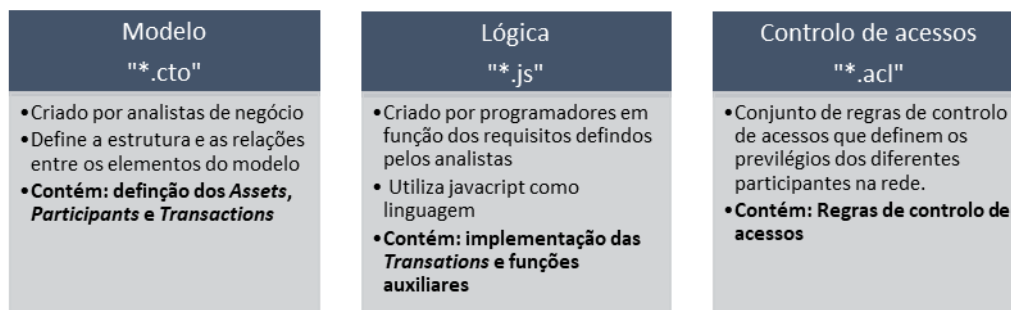 Modelo
"*.cto"
•Criado por analistas de negócio
•Define a estrutura e as relações
entre os elementos do modelo
•Contém: definção dos Assets,
Participants e Transactions
Lógica
"*.js"
•Criado por programadores em
função dos requisitos defindos
pelos analistas
• Utiliza javacript como
linguagem
•Contém: implementação das
Transations e funções
auxiliares
Controlo de acessos
"*.acl"
•Conjunto de regras de controlo
de acessos que definem os
previlégios dos diferentes
participantes na rede.
•Contém: Regras de controlo de
acessos